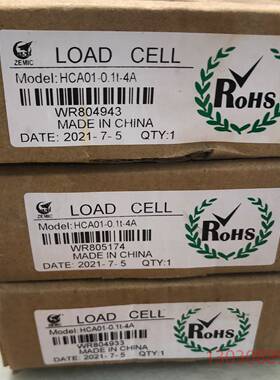 ZEMIC
LOAD CELL
Model:HCA01-0.1t-4A
WR804943
MADE IN CHINA
DATE: 2021-7-5 QTY:1
RoHS
ZEMIC
LOAD CELL
Model:HCA01-0.1t-4A
WR805174
MADE IN CHINA
DATE: 2021-7-5 QTY:1
RoHS
ZEMIC
LOAD CELL
Model:HCA01-0.1t-4A
WR804933
MADE IN CHINA
DATE: 2021-7-5 QTY:1
RoHS